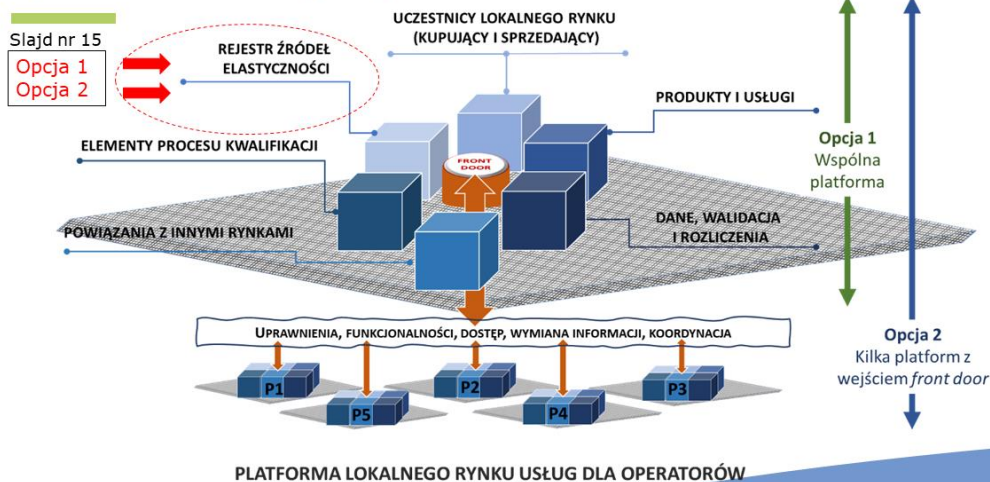 Slajd nr 15
Opcja 1
Opcja 2
REJESTR ŹRÓDEŁ
ELASTYCZNOŚCI
UCZESTNICY LOKALNEGO RYNKU
(KUPUJĄCY I SPRZEDAJĄCY)
PRODUKTY I USŁUGI
ELEMENTY PROCESU KWALIFIKACJI
FRONT
DOOR
POWIĄZANIA Z INNYMI RYNKAMI
DANE, WALIDACJA
I ROZLICZENIA
Opcja 1
Wspólna
platforma
UPRAWNIENIA, FUNKCJONALNOŚCI, DOSTĘP, WYMIANA INFORMACJI, KOORDYNACJA
P1
P2
P3
P5
P4
Opcja 2
Kilka platform z
wejściem front door
PLATFORMA LOKALNEGO RYNKU USŁUG DLA OPERATORÓW